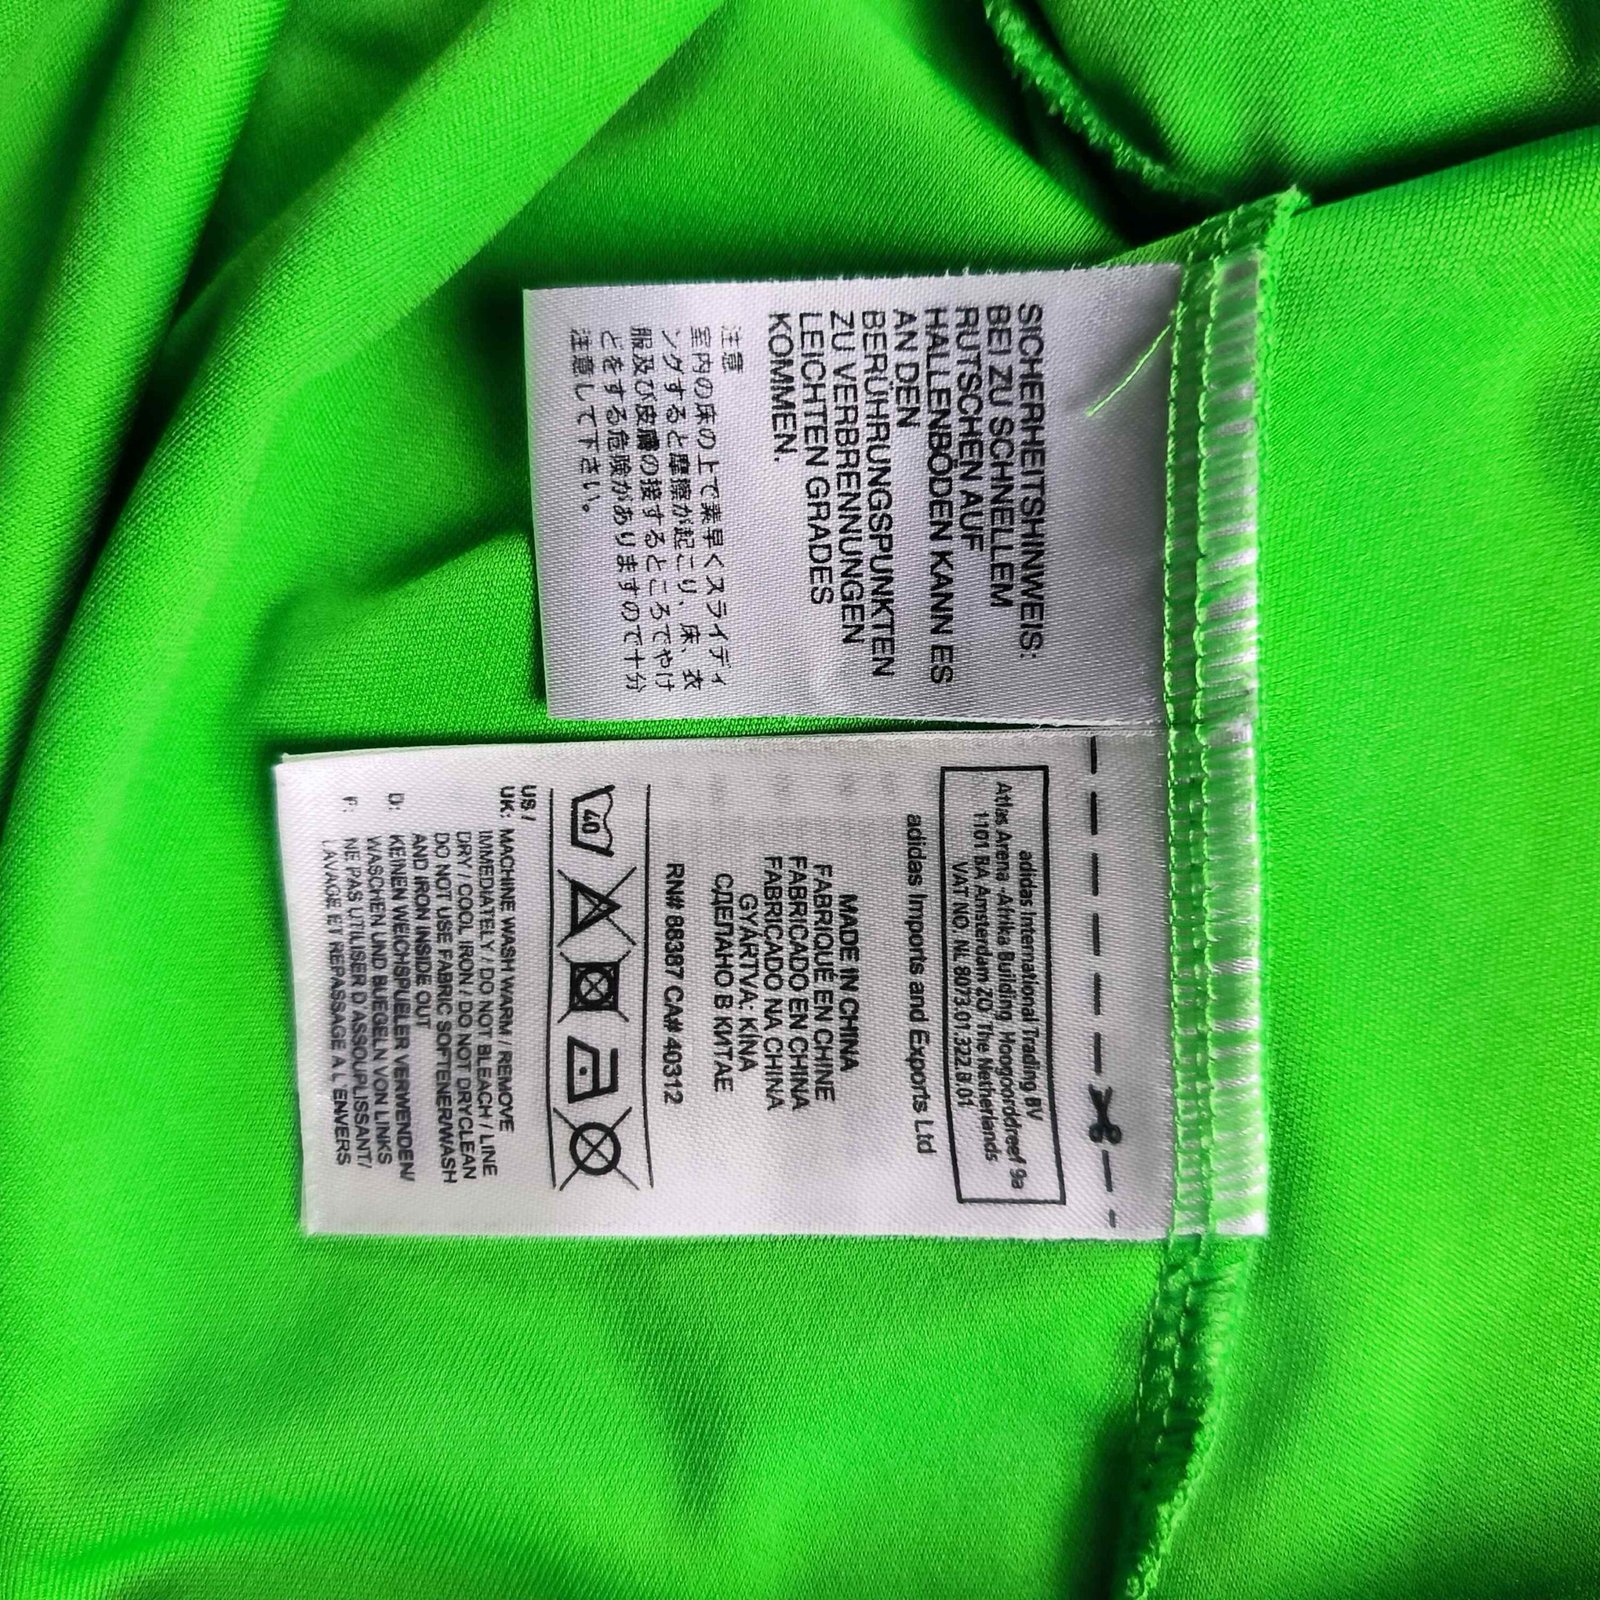 SICHERHEITSHINWEIS:
BEI ZU SCHNELLEM
RUTSCHEN AUF
HALLENBÖDEN KANN ES
AN DEN
BERÜHRUNGSPUNKTEN
ZU VERBRENNUNGEN
LEICHTEN GRADES
KOMMEN.
注意
室内の床の上で素早くスライディ
ングすると摩擦が起こり、床、衣
服及び皮膚の接するところでやけ
どをする危険がありますので十分
注意して下さい。
adidas International Trading BV
Atlas Arena -Afrika Building, Hoogoorddreef 9a
1101 BA Amsterdam ZO, The Netherlands
VAT NO, NL 8073.01.322.B.01
adidas Imports and Exports Ltd
MADE IN CHINA
FABRIQUÉ EN CHINE
FABRICADO EN CHINA
FABRICADO NA CHINA
GYÁRTVA: KÍNA
СДЕЛАНО В КИТАЕ
RN# 88387 CA# 40312
40
US /
UK: MACHINE WASH WARM / REMOVE
IMMEDIATELY / DO NOT BLEACH / LINE
DRY / COOL IRON / DO NOT DRYCLEAN
DO NOT USE FABRIC SOFTENER/WASH
AND IRON INSIDE OUT
D: KEINEN WEICHSPUELER VERWENDEN/
WASCHEN UND BUEGELN VON LINKS
F: NE PAS UTILISER D ASSOUPLISSANT/
LAVAGE ET REPASSAGE A L ENVERS